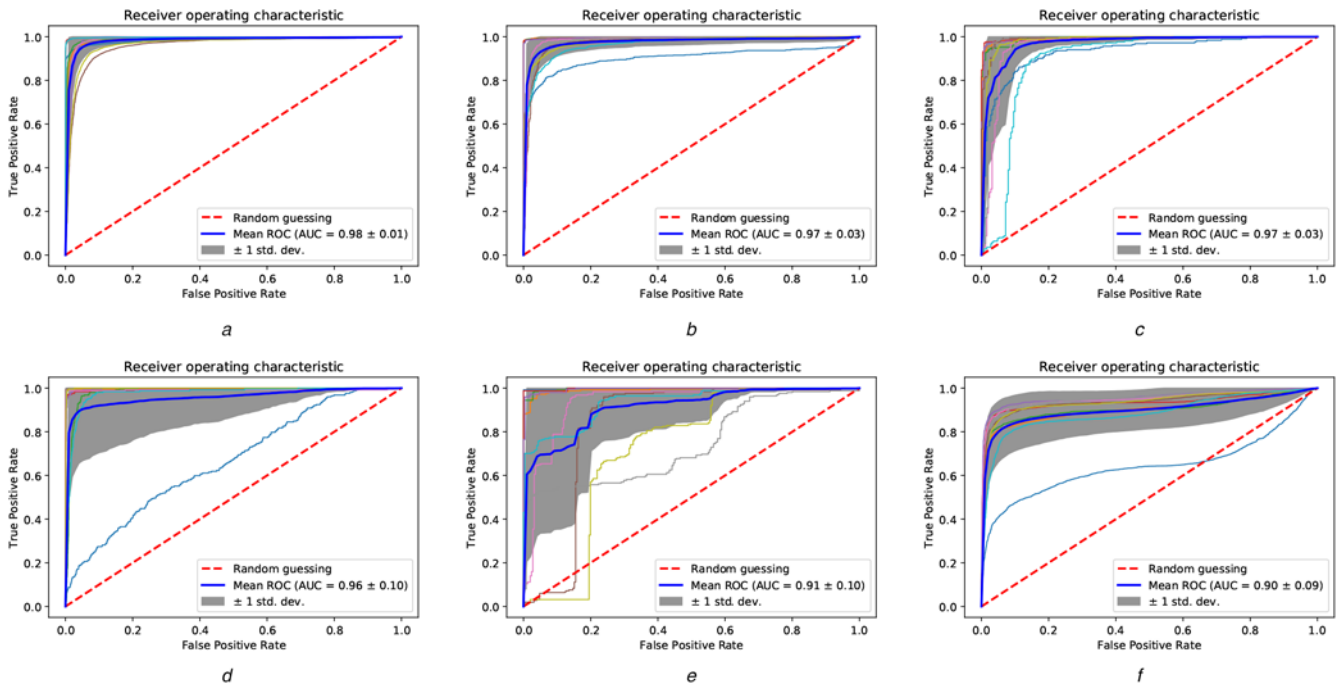 Receiver operating characteristic
True Positive Rate
1.0
0.8
0.6
0.4
0.2
0.0
Random guessing
Mean ROC (AUC = 0.98 ± 0.01)
± 1 std. dev.
0.0 0.2 0.4 0.6 0.8 1.0
False Positive Rate
a
Receiver operating characteristic
True Positive Rate
1.0
0.8
0.6
0.4
0.2
0.0
Random guessing
Mean ROC (AUC = 0.97 ± 0.03)
± 1 std. dev.
0.0 0.2 0.4 0.6 0.8 1.0
False Positive Rate
b
Receiver operating characteristic
True Positive Rate
1.0
0.8
0.6
0.4
0.2
0.0
Random guessing
Mean ROC (AUC = 0.97 ± 0.03)
± 1 std. dev.
0.0 0.2 0.4 0.6 0.8 1.0
False Positive Rate
c
Receiver operating characteristic
True Positive Rate
1.0
0.8
0.6
0.4
0.2
0.0
Random guessing
Mean ROC (AUC = 0.96 ± 0.10)
± 1 std. dev.
0.0 0.2 0.4 0.6 0.8 1.0
False Positive Rate
d
Receiver operating characteristic
True Positive Rate
1.0
0.8
0.6
0.4
0.2
0.0
Random guessing
Mean ROC (AUC = 0.91 ± 0.10)
± 1 std. dev.
0.0 0.2 0.4 0.6 0.8 1.0
False Positive Rate
e
Receiver operating characteristic
True Positive Rate
1.0
0.8
0.6
0.4
0.2
0.0
Random guessing
Mean ROC (AUC = 0.90 ± 0.09)
± 1 std. dev.
0.0 0.2 0.4 0.6 0.8 1.0
False Positive Rate
f